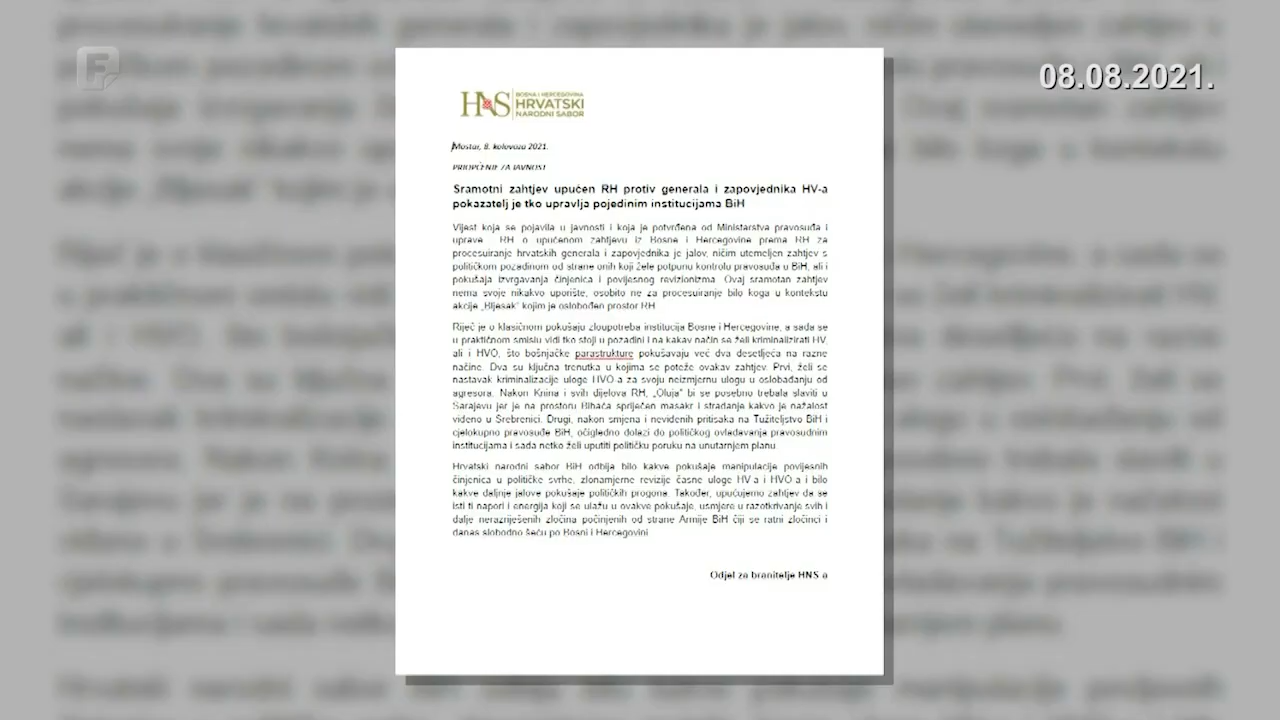 F
08.08.2021.
HNS BOSNA I HERCEGOVINA
HRVATSKI
NARODNI SABOR
Mostar, 8. kolovoza 2021.
PRIOPĆENJE ZA JAVNOST
Sramotni zahtjev upućen RH protiv generala i zapovjednika HV-a
pokazatelj je tko upravlja pojedinim institucijama BiH
Vijest koja se pojavila u javnosti i koja je potvrđena od Ministarstva pravosuđa i
uprave RH o upućenom zahtjevu iz Bosne i Hercegovine prema RH za
procesuiranje hrvatskih generala i zapovjednika je jalov, ničim utemeljen zahtjev s
političkom pozadinom od strane onih koji žele potpunu kontrolu pravosuđa u BiH, ali i
pokušaja izvrgavanja činjenica i povijesnog revizionizma. Ovaj sramotan zahtjev
nema svoje nikakvo uporište, osobito ne za procesuiranje bilo koga u kontekstu
akcije „Bljesak“ kojim je oslobođen prostor RH.
Riječ je o klasičnom pokušaju zloupotreba institucija Bosne i Hercegovine, a sada se
u praktičnom smislu vidi tko stoji u pozadini i na kakav način se želi kriminalizirati HV,
ali i HVO, što bošnjačke parastrukture pokušavaju već dva desetljeća na razne
načine. Dva su ključna trenutka u kojima se poteže ovakav zahtjev. Prvi, želi se
nastavak kriminalizacije uloge HVO-a za svoju neizmjernu ulogu u oslobađanju od
agresora. Nakon Knina i svih dijelova RH, „Oluja“ bi se posebno trebala slaviti u
Sarajevu jer je na prostoru Bihaća spriječen masakr i stradanje kakvo je nažalost
viđeno u Srebrenici. Drugi, nakon smjena i neviđenih pritisaka na Tužiteljstvo BiH i
cjelokupno pravosuđe BiH, očigledno dolazi do političkog ovladavanja pravosudnim
institucijama i sada netko želi uputiti političku poruku na unutarnjem planu.
Hrvatski narodni sabor BiH odbija bilo kakve pokušaje manipulacije povijesnih
činjenica u političke svrhe, zlonamjerne revizije časne uloge HV-a i HVO-a i bilo
kakve daljnje jalove pokušaje političkih progona. Također, upućujemo zahtjev da se
isti ti napori i energija koji se ulažu u ovakve pokušaje, usmjere u razotkrivanje svih i
dalje nerazriješenih zločina počinjenih od strane Armije BiH čiji se ratni zločinci i
danas slobodno šeću po Bosni i Hercegovini.
Odjel za branitelje HNS-a